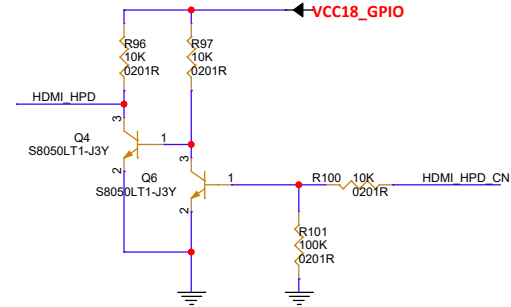 VCC18_GPIO
R96
10K
0201R
R97
10K
0201R
HDMI_HPD
3
Q4
S8050LT1-J3Y
1
2
3
Q6
S8050LT1-J3Y
1
2
R100
10K
0201R
HDMI_HPD_CN
R101
100K
0201R